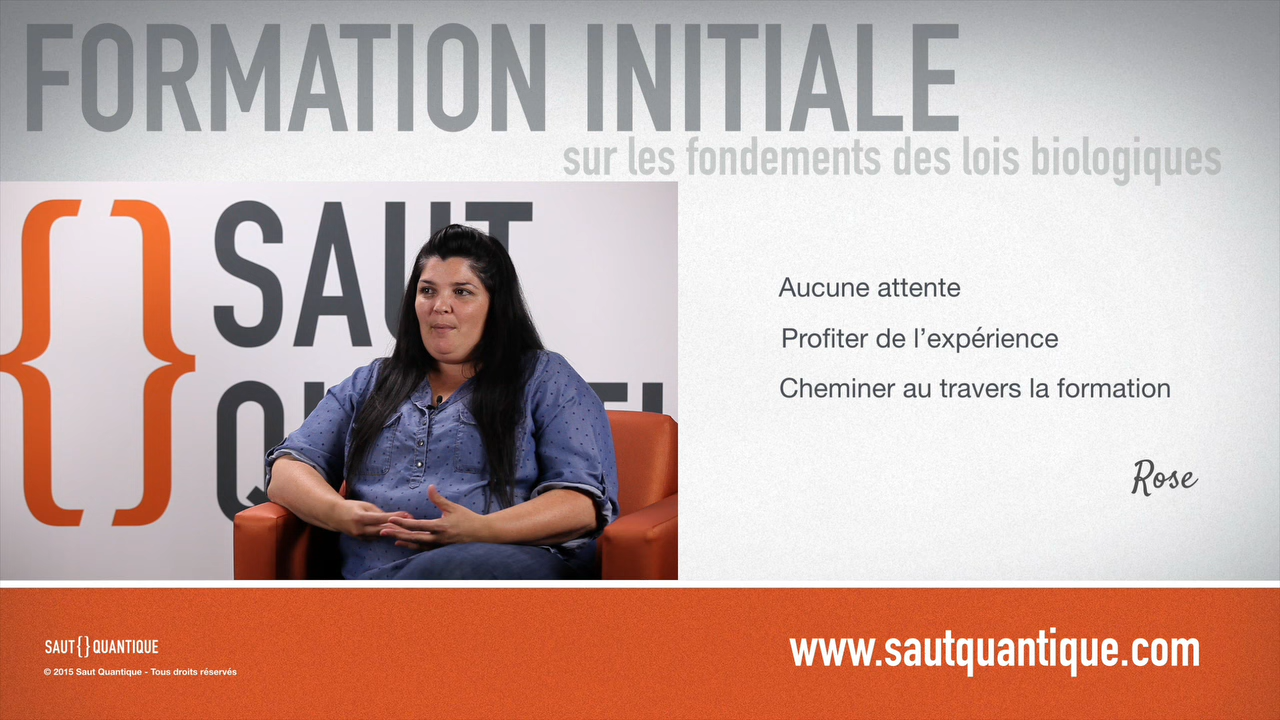 FORMATION INITIALE
sur les fondements des lois biologiques
SAUT
Aucune attente
Profiter de l’expérience
Cheminer au travers la formation
Rose
SAUT{}QUANTIQUE
© 2015 Saut Quantique - Tous droits réservés
www.sautquantique.com